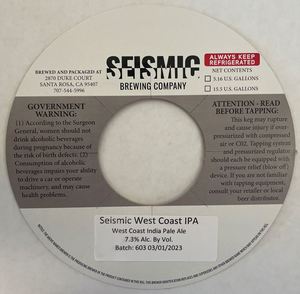 BREWED AND PACKAGED AT
2870 DUKE COURT
SANTA ROSA, CA 95407
707-544-5996
SEISMIC
BREWING COMPANY
ALWAYS KEEP
REFRIGERATED
NET CONTENTS
5.16 U.S. GALLONS
15.5 U.S. GALLONS
GOVERNMENT
WARNING:
(1) According to the Surgeon
General, women should not
drink alcoholic beverages
during pregnancy because of
the risk of birth defects. (2)
Consumption of alcoholic
beverages impairs your ability
to drive a car or operate
machinery, and may cause
health problems.
ATTENTION - READ
BEFORE TAPPING:
This keg may rupture
and cause injury if over-
pressurized with compressed
air or CO2. Tapping system
and pressurized regulator
should each be equipped with
a pressure relief (blow off)
device. If you are not familiar
with tapping equipment,
consult your retailer or local
beer distributor.
Seismic West Coast IPA
West Coast India Pale Ale
7.3% Alc. By Vol.
Batch: 603 03/01/2023